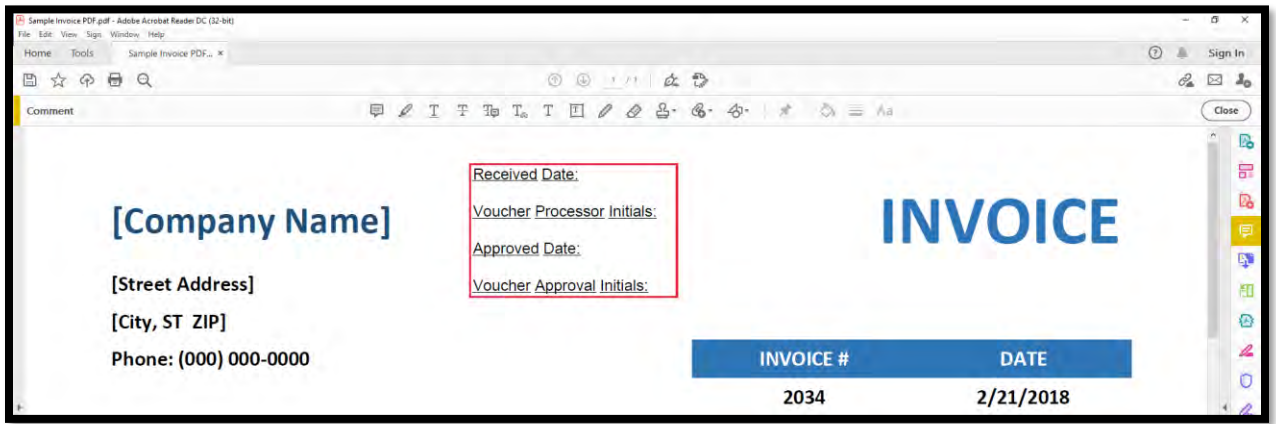 Sample Invoice PDF.pdf - Adobe Acrobat Reader DC (32-bit)
File Edit View Sign Window Help
Home Tools Sample Invoice PDF... × Sign In
1 / 1
Comment Close
Received Date:
Voucher Processor Initials:
Approved Date:
Voucher Approval Initials:
[Company Name]
INVOICE
[Street Address]
[City, ST ZIP]
Phone: (000) 000-0000
INVOICE # DATE
2034 2/21/2018